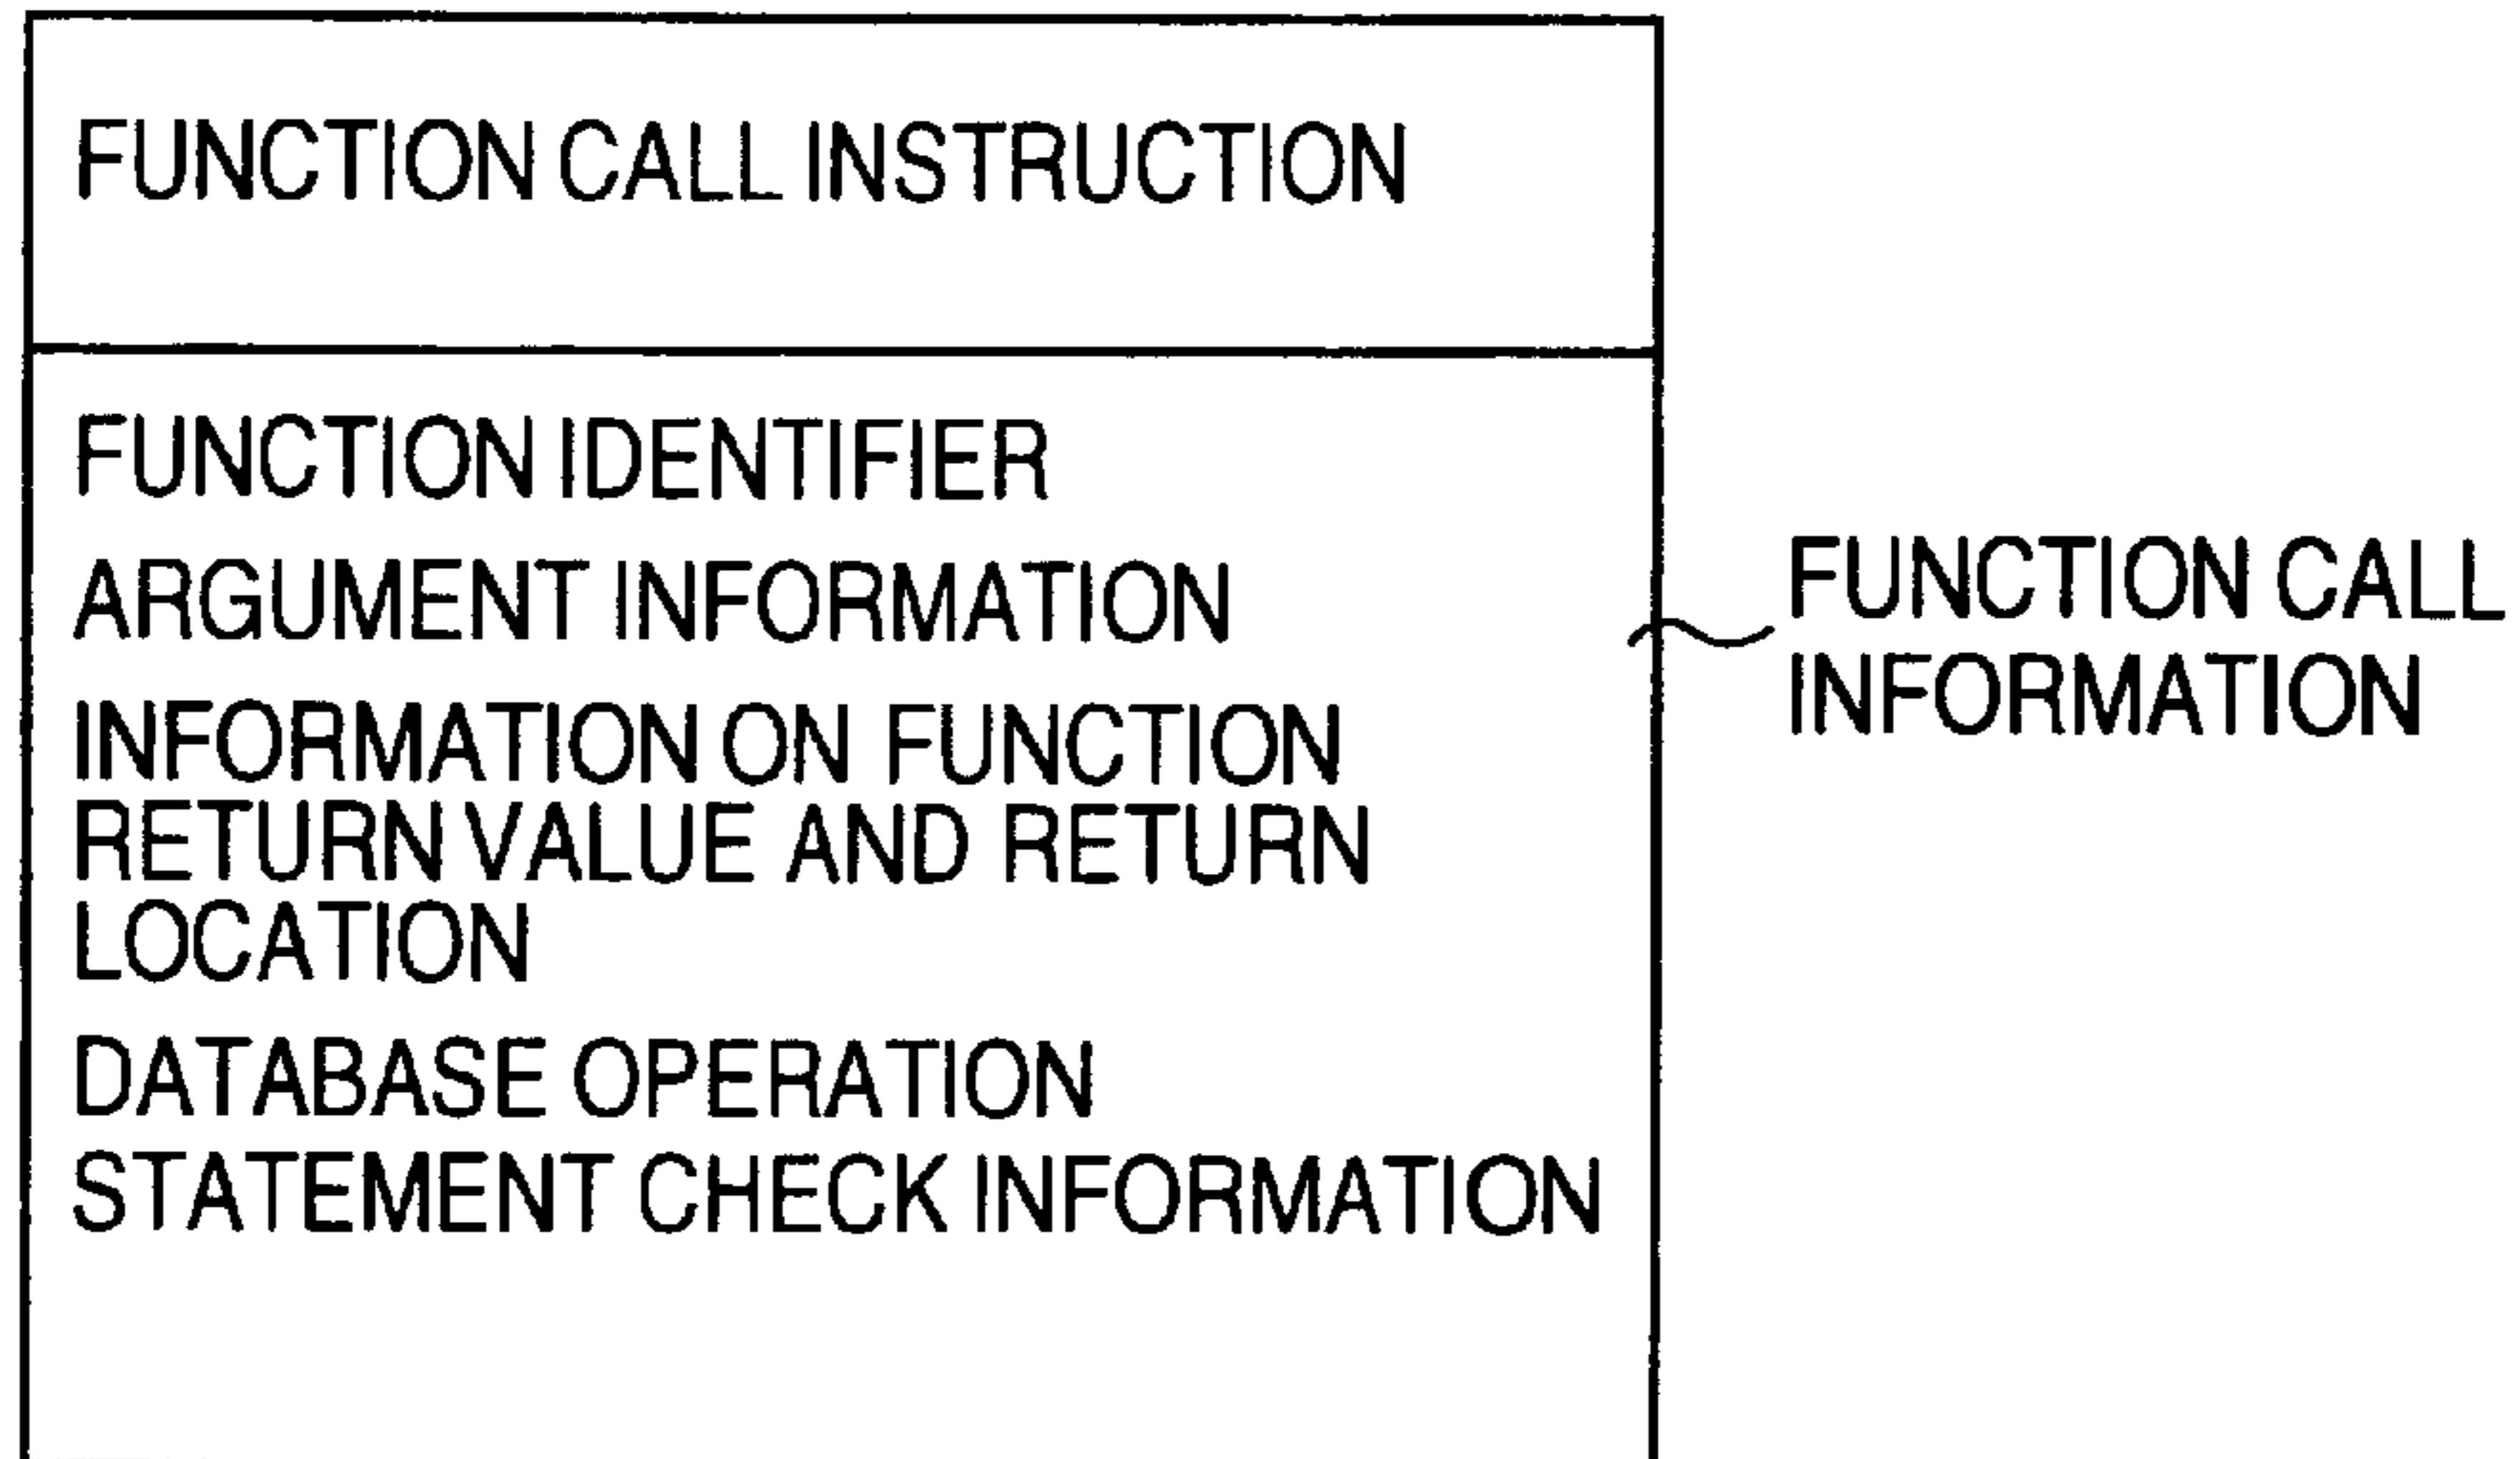 FUNCTION CALL INSTRUCTION
FUNCTION IDENTIFIER
ARGUMENT INFORMATION
INFORMATION ON FUNCTION
RETURN VALUE AND RETURN
LOCATION
DATABASE OPERATION
STATEMENT CHECK INFORMATION
FUNCTION CALL
INFORMATION